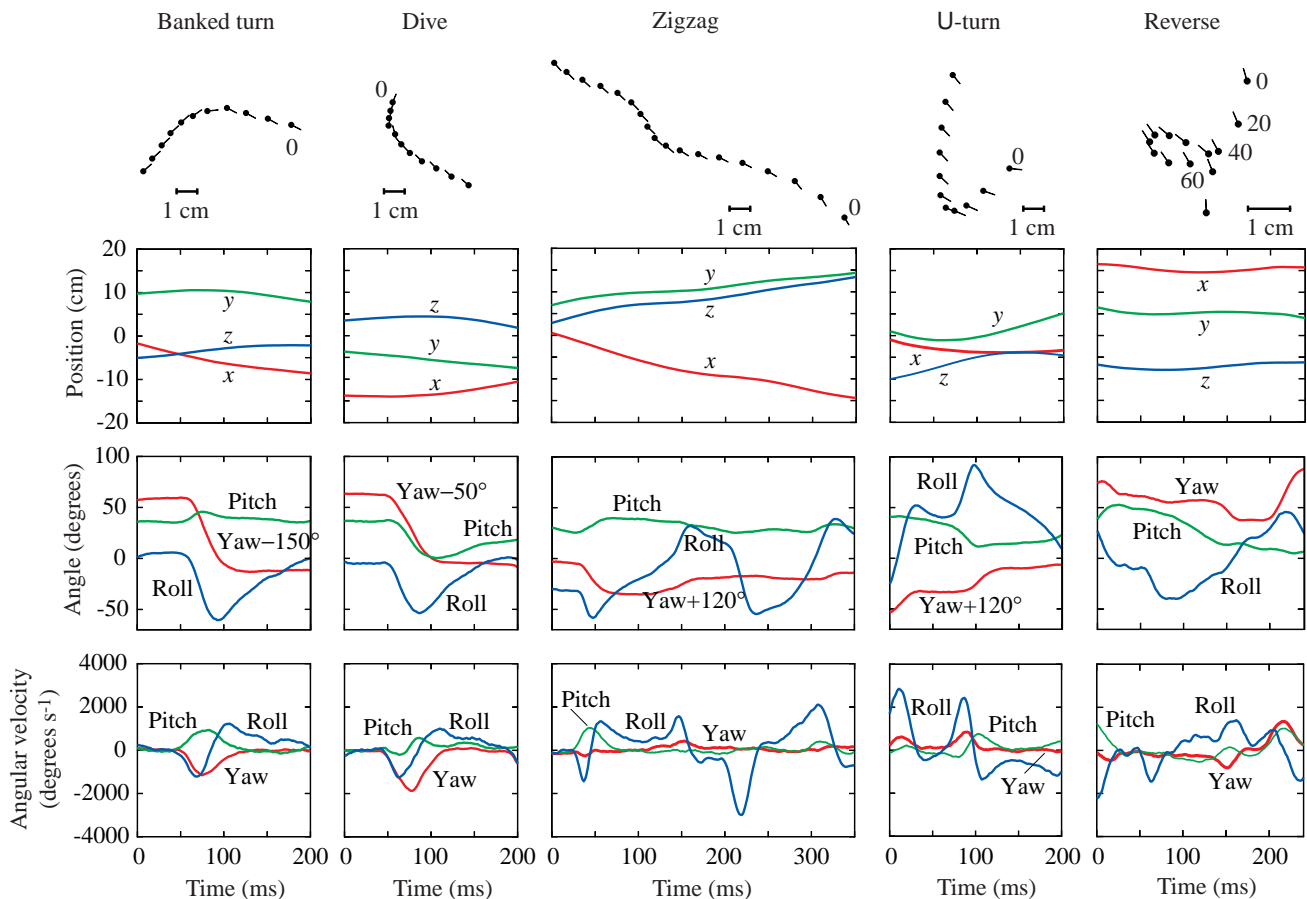 Banked turn
Dive
Zigzag
U-turn
Reverse
0
1 cm
0
1 cm
0
1 cm
0
1 cm
0
20
40
60
1 cm
Position (cm)
20
10
0
-10
-20
y
z
x
z
y
x
y
z
x
y
x
z
x
y
z
Angle (degrees)
100
50
0
-50
Pitch
Yaw−150°
Roll
Yaw−50°
Pitch
Roll
Pitch
Roll
Yaw+120°
Roll
Pitch
Yaw+120°
Yaw
Pitch
Roll
Angular velocity
(degrees s-1)
4000
2000
0
-2000
-4000
Pitch
Roll
Yaw
Pitch
Roll
Yaw
Pitch
Roll
Yaw
Roll
Pitch
Yaw
Pitch
Roll
Yaw
0 100 200
0 100 200
0 100 200 300
0 100 200
0 100 200
Time (ms)
Time (ms)
Time (ms)
Time (ms)
Time (ms)